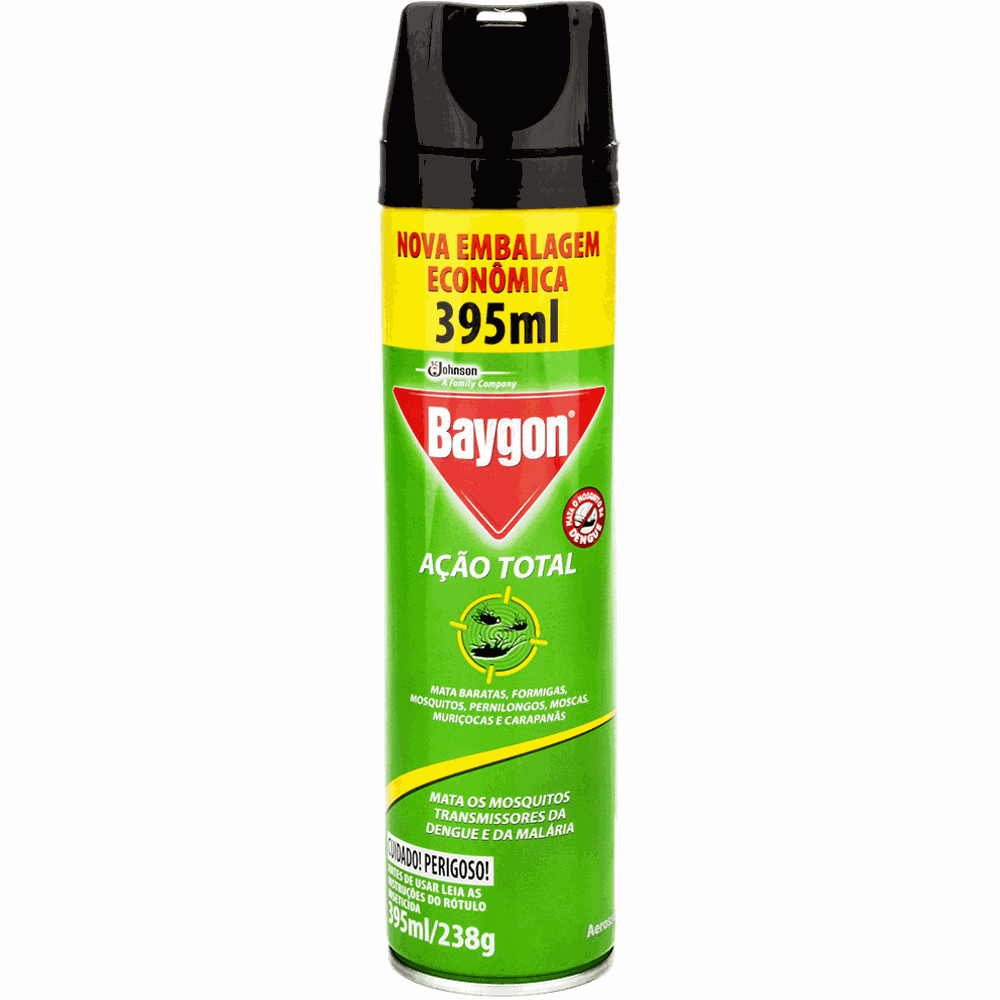 NOVA EMBALAGEM
ECONÔMICA
395ml
SC
Johnson
A Family Company
Baygon®
MATA O MOSQUITO DA
DENGUE
AÇÃO TOTAL
MATA BARATAS, FORMIGAS,
MOSQUITOS, PERNILONGOS, MOSCAS,
MURIÇOCAS E CARAPANÃS
MATA OS MOSQUITOS
TRANSMISSORES DA
DENGUE E DA MALÁRIA
CUIDADO! PERIGOSO!
ANTES DE USAR LEIA AS
INSTRUÇÕES DO RÓTULO
INSETICIDA
395ml/238g